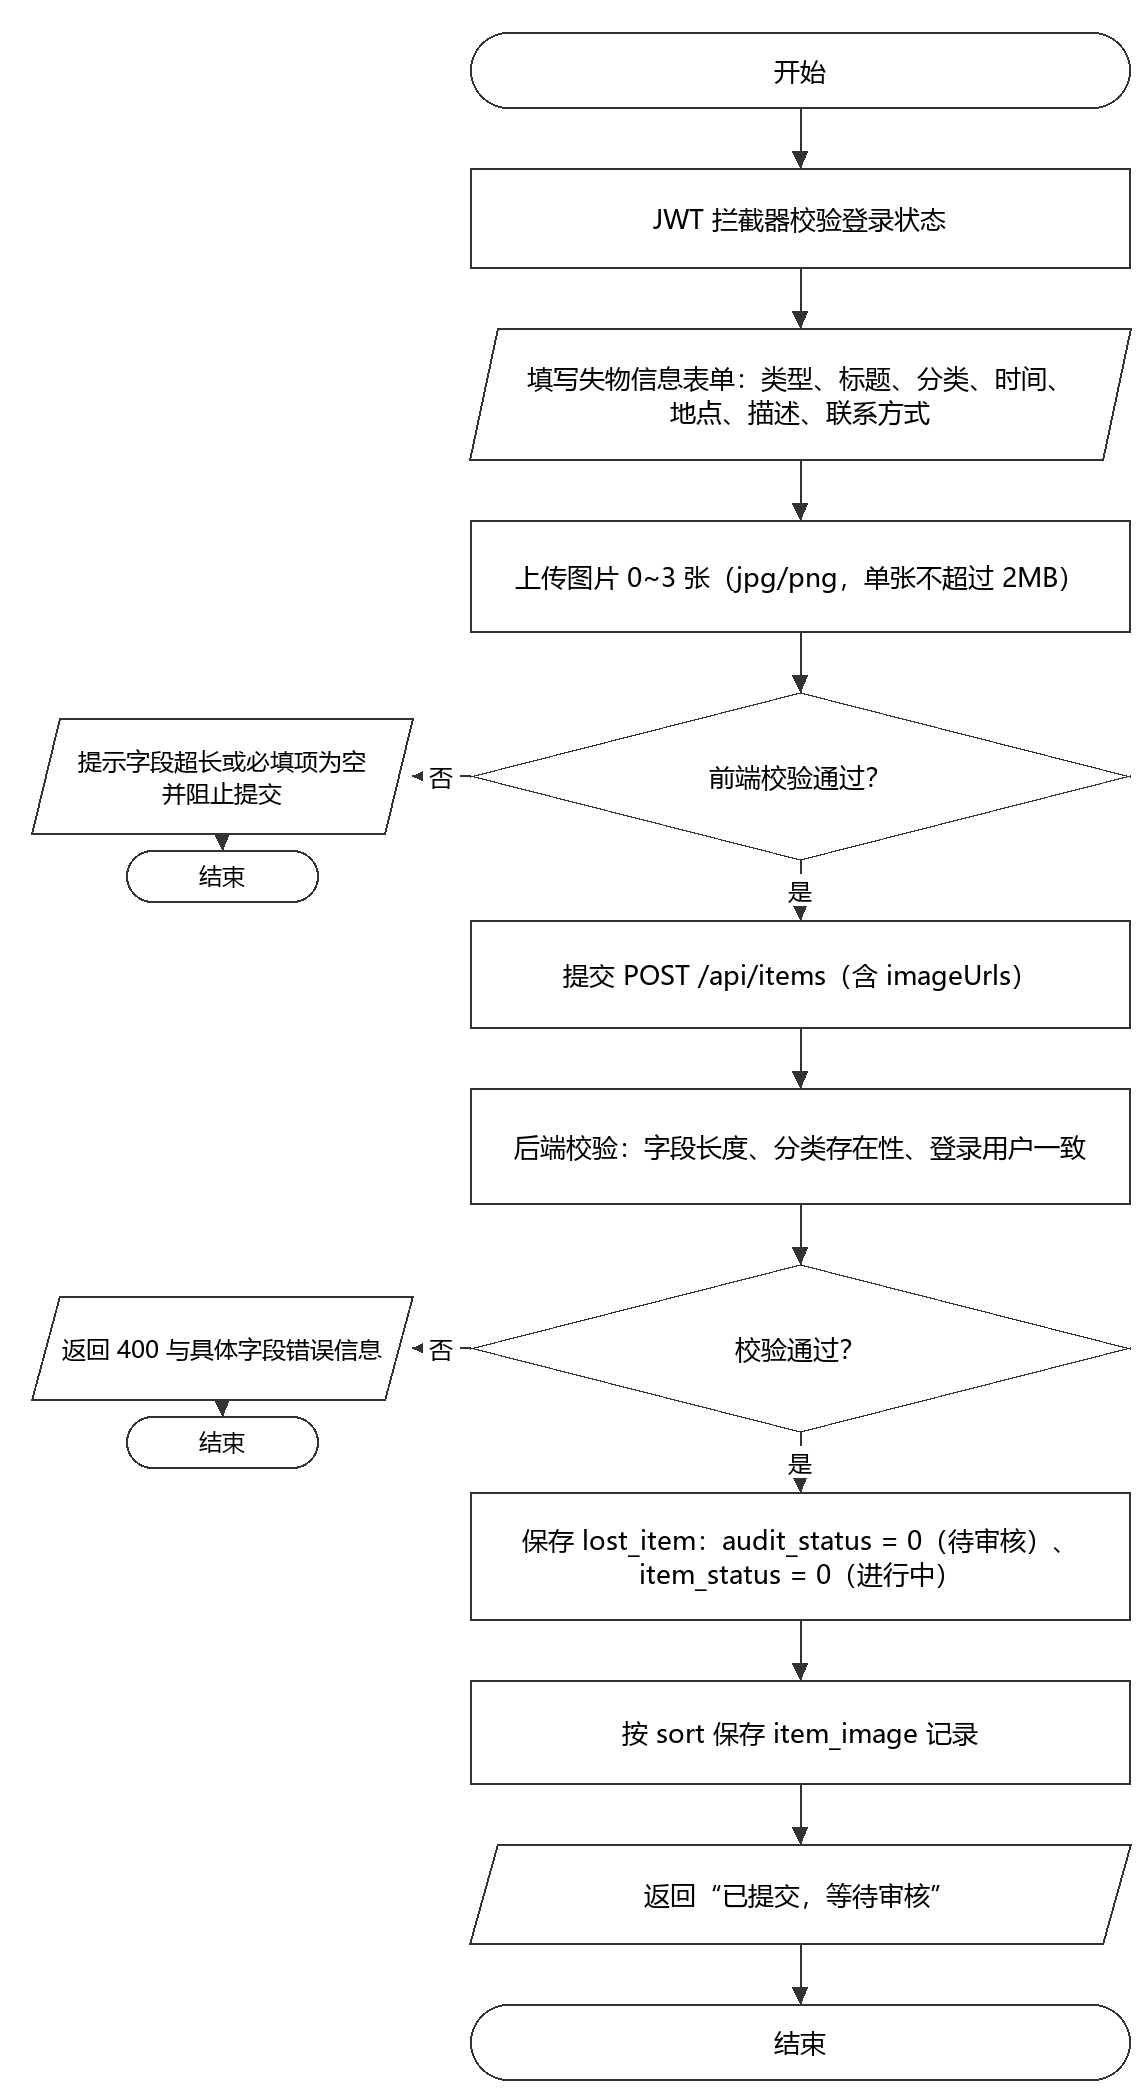 开始
JWT 拦截器校验登录状态
填写失物信息表单：类型、标题、分类、时间、
地点、描述、联系方式
上传图片 0~3 张（jpg/png，单张不超过 2MB）
前端校验通过？
否
提示字段超长或必填项为空
并阻止提交
结束
是
提交 POST /api/items（含 imageUrls）
后端校验：字段长度、分类存在性、登录用户一致
校验通过？
否
返回 400 与具体字段错误信息
结束
是
保存 lost_item：audit_status = 0（待审核）、
item_status = 0（进行中）
按 sort 保存 item_image 记录
返回“已提交，等待审核”
结束